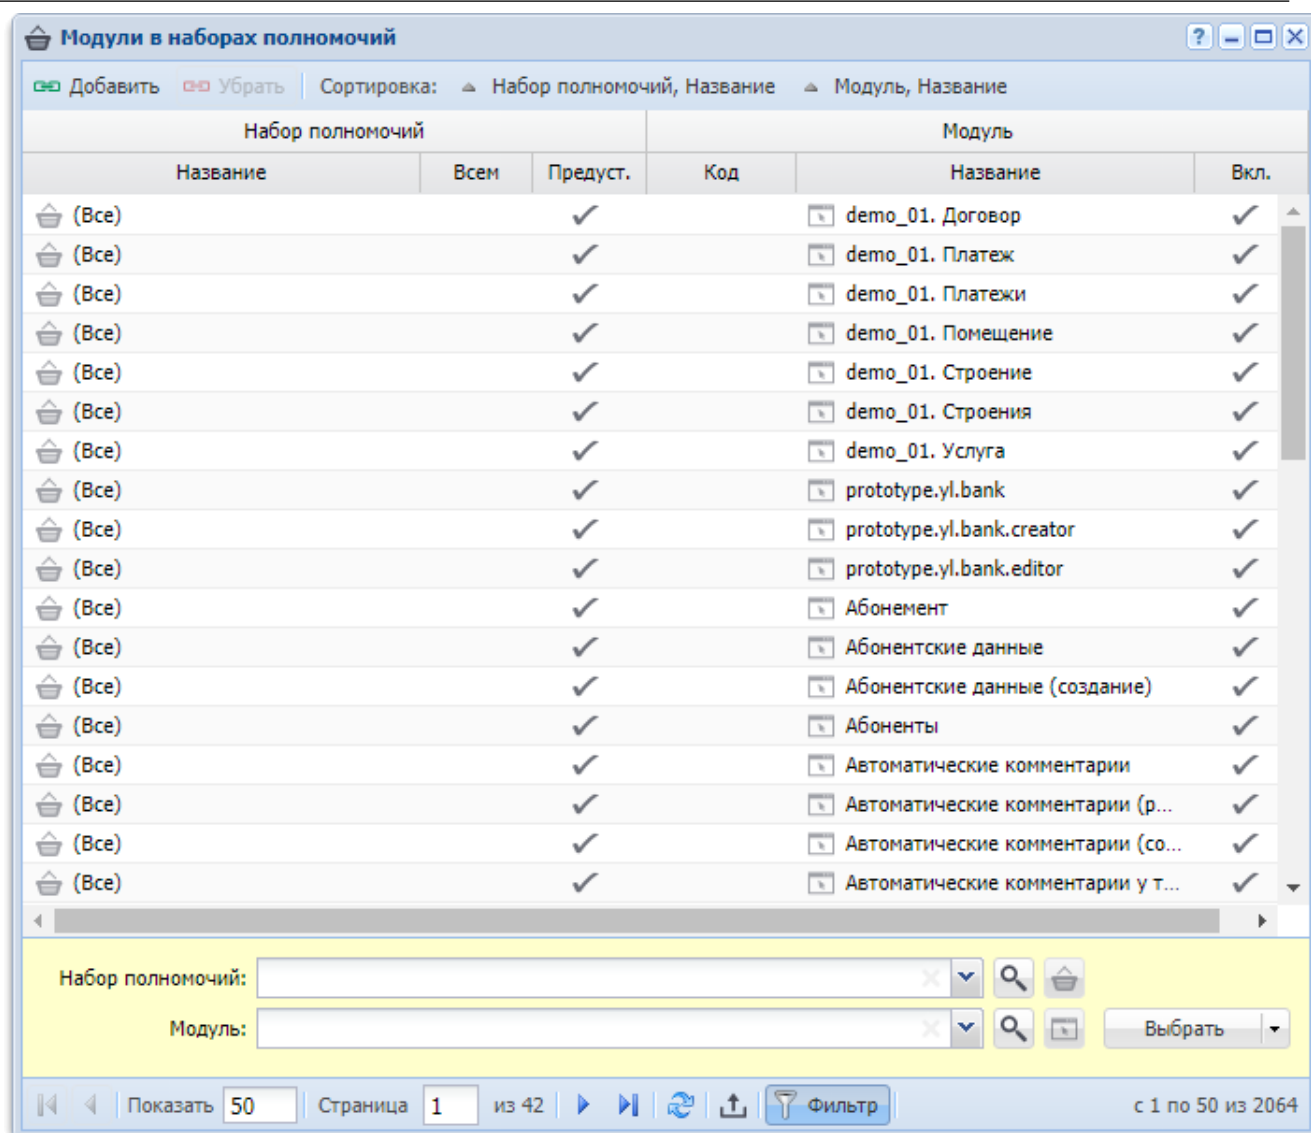 Модули в наборах полномочий
Добавить Убрать Сортировка: Набор полномочий, Название Модуль, Название
Набор полномочий Модуль
Название Всем Предуст. Код Название Вкл.
(Все) demo_01. Договор
(Все) demo_01. Платеж
(Все) demo_01. Платежи
(Все) demo_01. Помещение
(Все) demo_01. Строение
(Все) demo_01. Строения
(Все) demo_01. Услуга
(Все) prototype.yl.bank
(Все) prototype.yl.bank.creator
(Все) prototype.yl.bank.editor
(Все) Абонемент
(Все) Абонентские данные
(Все) Абонентские данные (создание)
(Все) Абоненты
(Все) Автоматические комментарии
(Все) Автоматические комментарии (р...
(Все) Автоматические комментарии (со...
(Все) Автоматические комментарии у т...
Набор полномочий:
Модуль: Выбрать
Показать 50 Страница 1 из 42 Фильтр с 1 по 50 из 2064